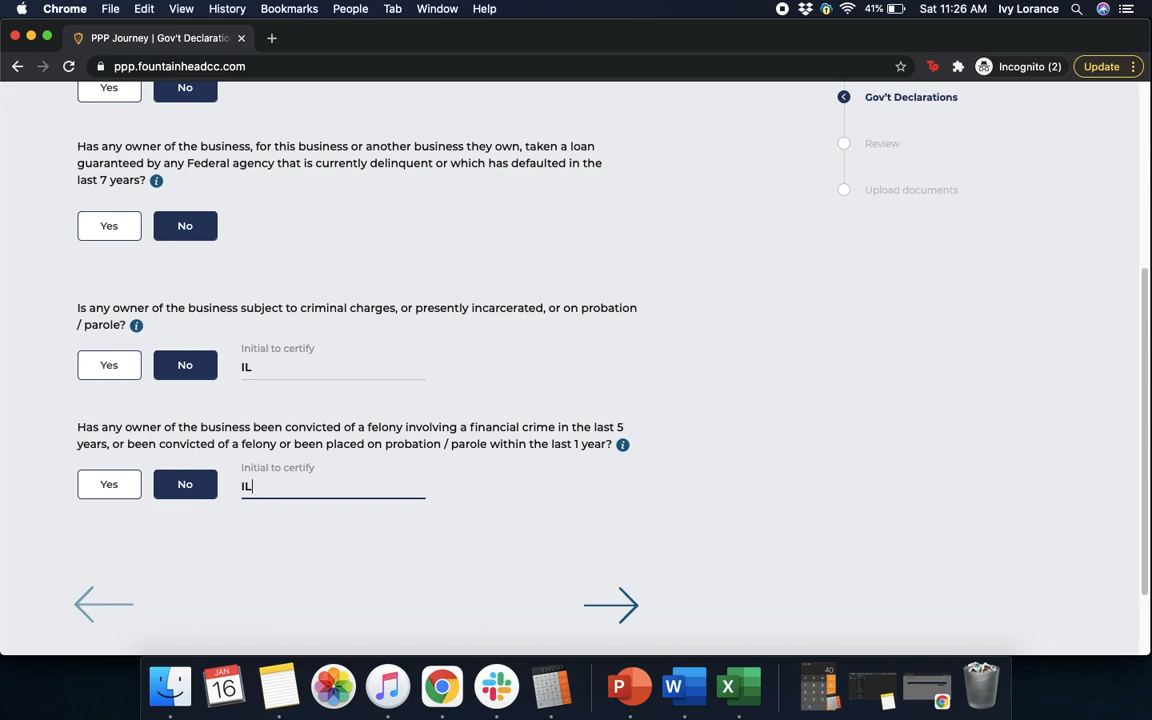 Chrome File Edit View History Bookmarks People Tab Window Help 41% Sat 11:26 AM Ivy Lorance
PPP Journey | Gov't Declaratio
ppp.fountainheadcc.com Incognito (2) Update
Yes No
Gov't Declarations
Has any owner of the business, for this business or another business they own, taken a loan
guaranteed by any Federal agency that is currently delinquent or which has defaulted in the
last 7 years?
Review
Upload documents
Yes No
Is any owner of the business subject to criminal charges, or presently incarcerated, or on probation
/ parole?
Initial to certify
Yes No IL
Has any owner of the business been convicted of a felony involving a financial crime in the last 5
years, or been convicted of a felony or been placed on probation / parole within the last 1 year?
Initial to certify
Yes No IL
JAN
16
P W X
40